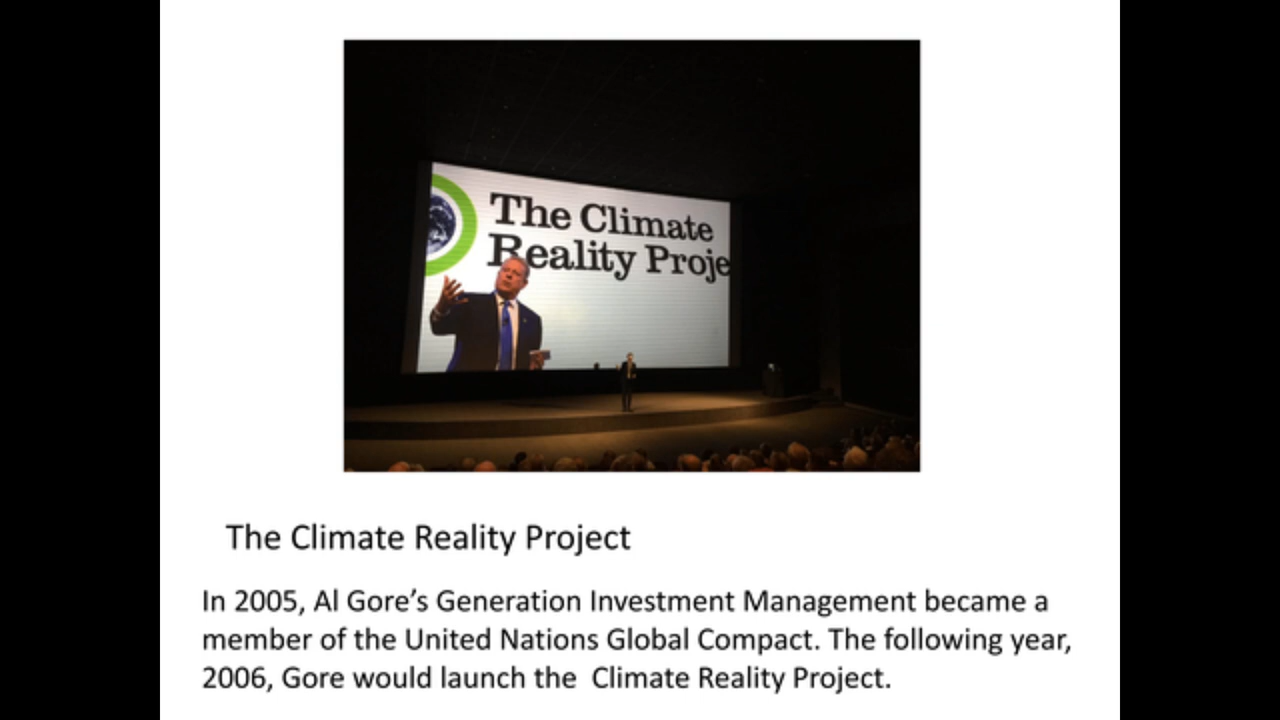 The Climate
Reality Proje
The Climate Reality Project
In 2005, Al Gore’s Generation Investment Management became a
member of the United Nations Global Compact. The following year,
2006, Gore would launch the  Climate Reality Project.